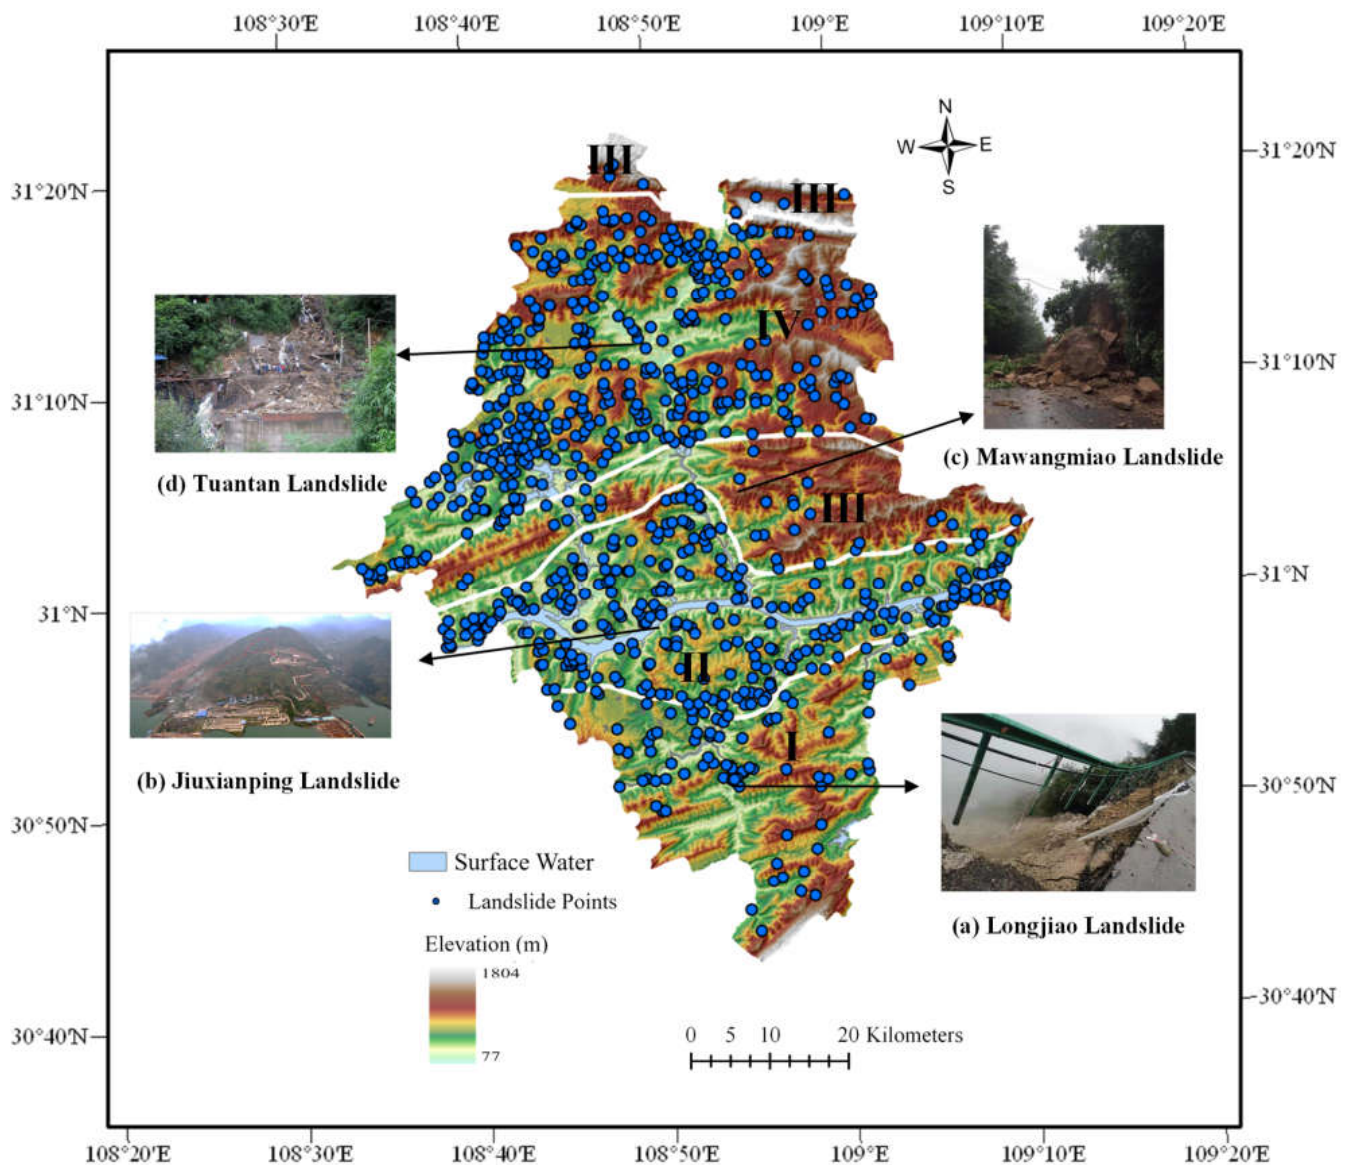 108°30'E 108°40'E 108°50'E 109°E 109°10'E 109°20'E
N
W E
S
31°20'N
31°20'N
III
III
IV
31°10'N
31°10'N
(c) Mawangmiao Landslide
(d) Tuantan Landslide
III
31°N
31°N
II
I
(b) Jiuxianping Landslide
30°50'N
30°50'N
Surface Water
Landslide Points
(a) Longjiao Landslide
Elevation (m)
1804
77
30°40'N
30°40'N
0 5 10 20 Kilometers
108°20'E 108°30'E 108°40'E 108°50'E 109°E 109°10'E 109°20'E